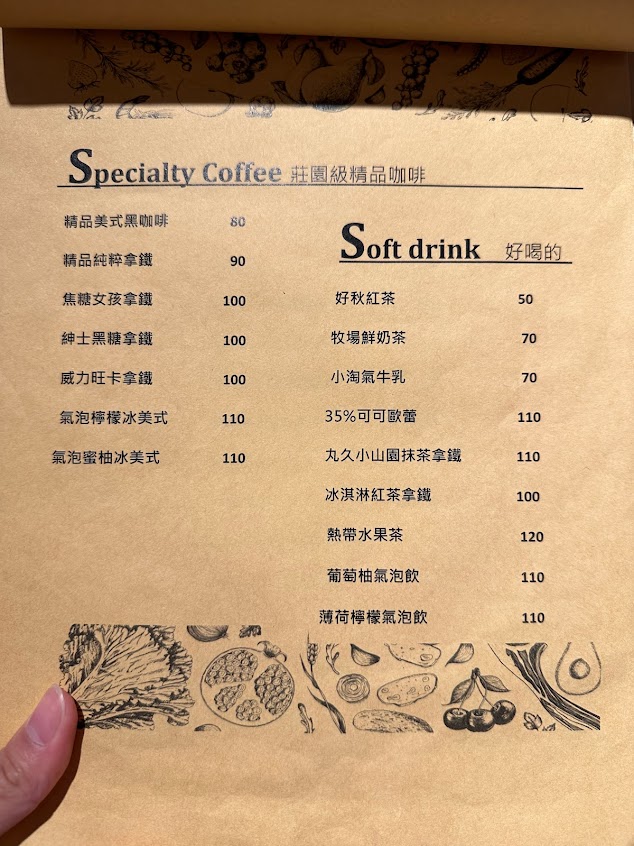 Specialty Coffee 莊園級精品咖啡
精品美式黑咖啡 80
精品純粹拿鐵 90
焦糖女孩拿鐵 100
紳士黑糖拿鐵 100
威力旺卡拿鐵 100
氣泡檸檬冰美式 110
氣泡蜜柚冰美式 110
Soft drink 好喝的
好秋紅茶 50
牧場鮮奶茶 70
小淘氣牛乳 70
35%可可歐蕾 110
丸久小山園抹茶拿鐵 110
冰淇淋紅茶拿鐵 100
熱帶水果茶 120
葡萄柚氣泡飲 110
薄荷檸檬氣泡飲 110